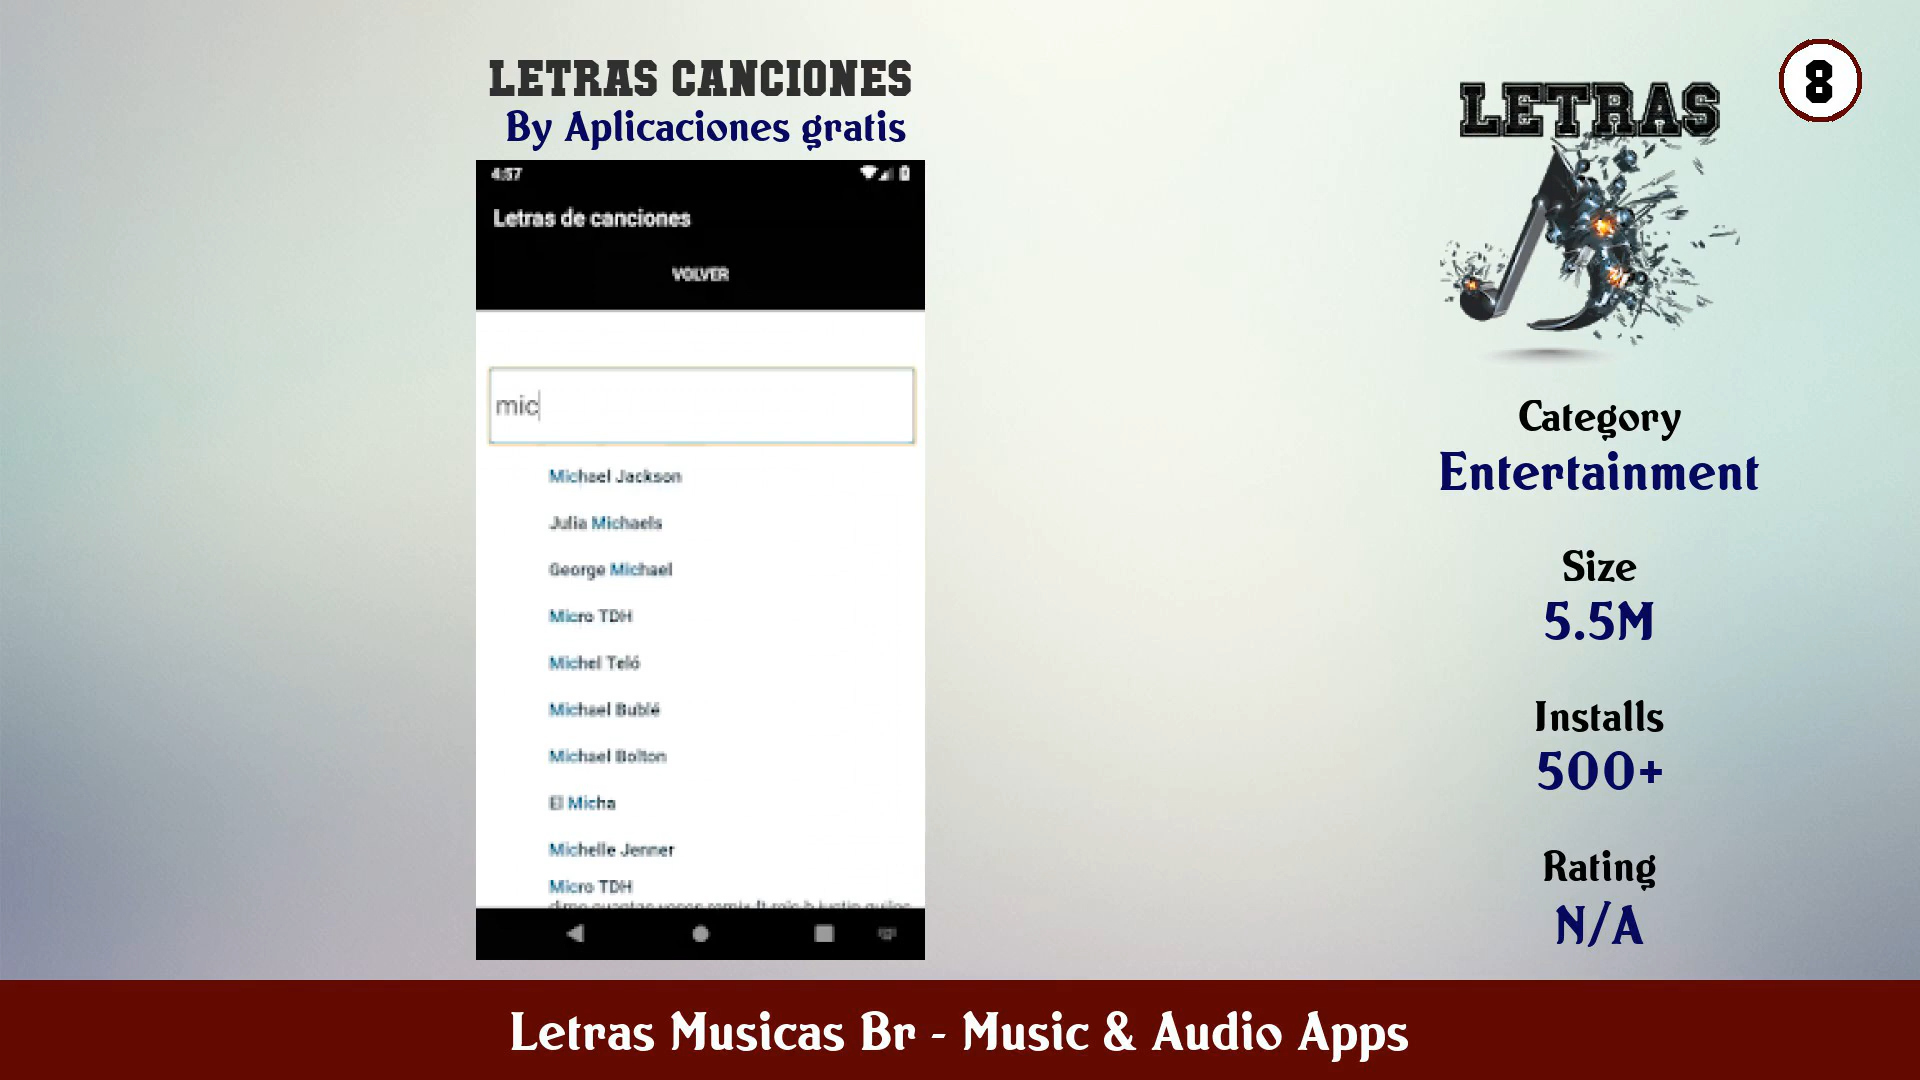 LETRAS CANCIONES
By Aplicaciones gratis
4:57
Letras de canciones
VOLVER
mic
Michael Jackson
Julia Michaels
George Michael
Micro TDH
Michel Teló
Michael Bublé
Michael Bolton
El Micha
Michelle Jenner
Micro TDH
LETRAS
8
Category
Entertainment
Size
5.5M
Installs
500+
Rating
N/A
Letras Musicas Br - Music & Audio Apps